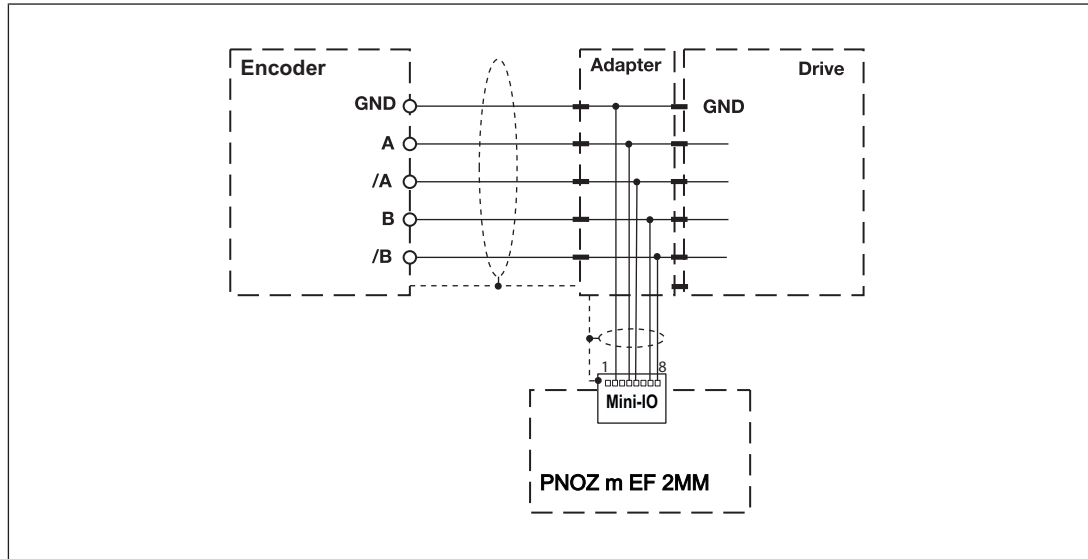 Encoder
Adapter
Drive
GND
GND
A
/A
B
/B
1
8
Mini-IO
PNOZ m EF 2MM